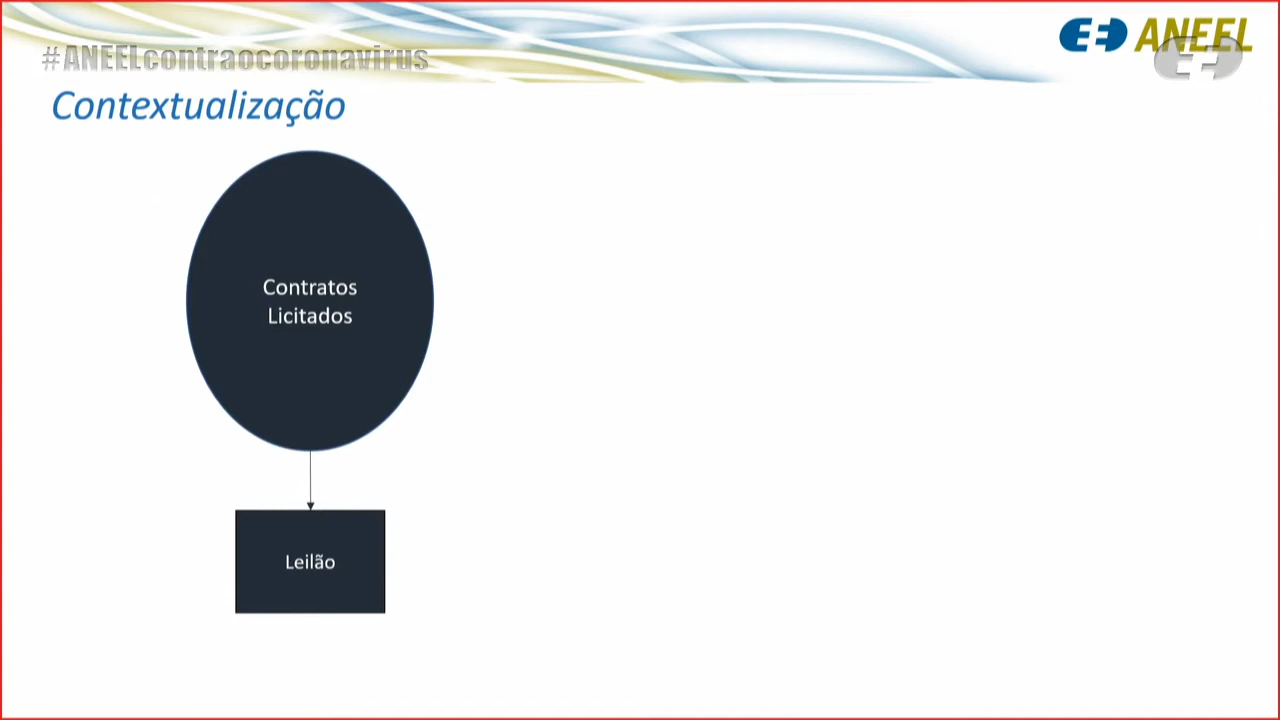 #ANEELcontraocoronavirus
ANEEL
Contextualização
Contratos
Licitados
Leilão